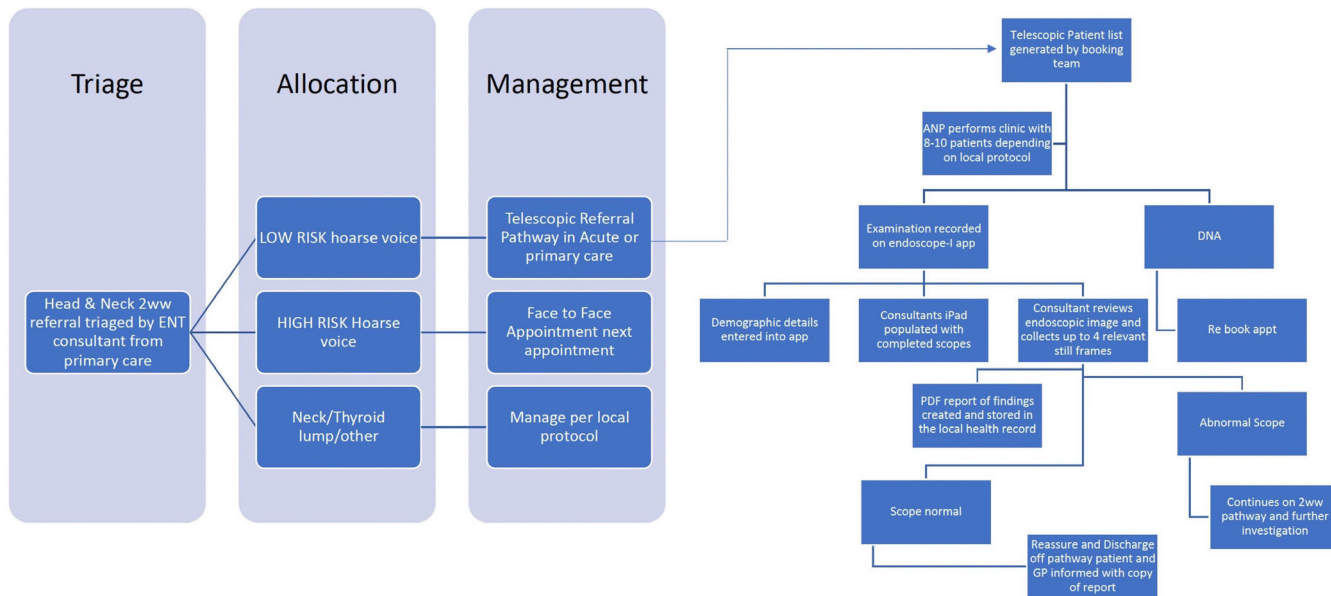 Triage
Head & Neck 2ww
referral triaged by ENT
consultant from
primary care
Allocation
LOW RISK hoarse voice
HIGH RISK Hoarse
voice
Neck/Thyroid
lump/other
Management
Telescopic Referral
Pathway in Acute or
primary care
Face to Face
Appointment next
appointment
Manage per local
protocol
Telescopic Patient list
generated by booking
team
ANP performs clinic with
8-10 patients depending
on local protocol
Examination recorded
on endoscope-I app
DNA
Demographic details
entered into app
Consultants iPad
populated with
completed scopes
Consultant reviews
endoscopic image and
collects up to 4 relevant
still frames
Re book appt
PDF report of findings
created and stored in
the local health record
Abnormal Scope
Scope normal
Continues on 2ww
pathway and further
investigation
Reassure and Discharge
off pathway patient and
GP informed with copy
of report